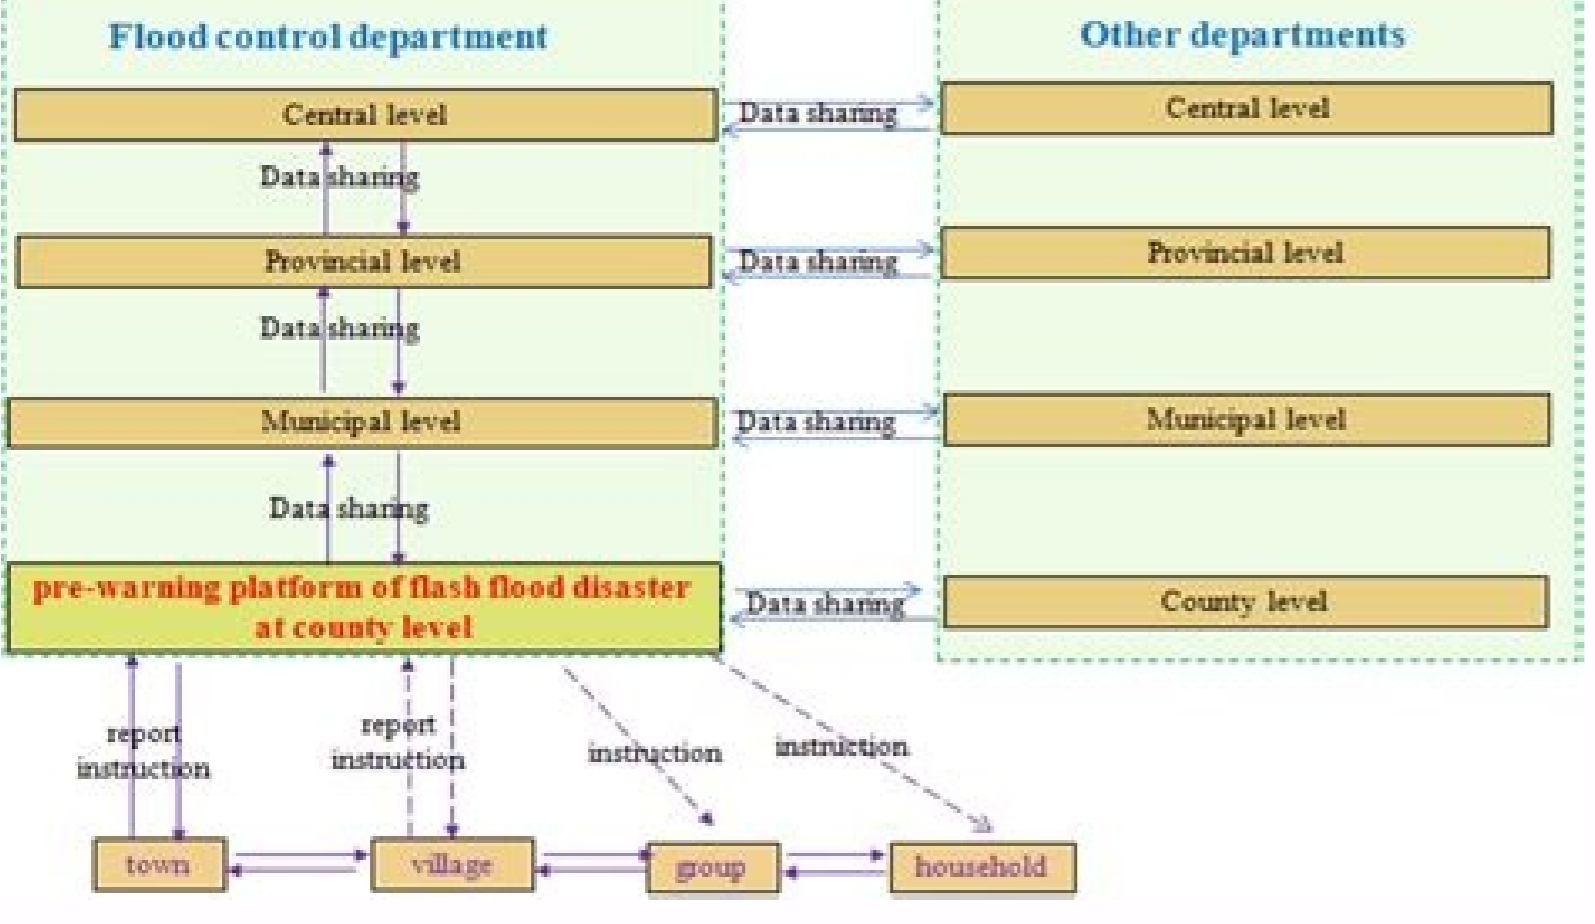 Flood control department
Other departments
Central level
Data sharing
Central level
Data sharing
Provincial level
Data sharing
Provincial level
Data sharing
Municipal level
Data sharing
Municipal level
Data sharing
pre-warning platform of flash flood disaster
at county level
Data sharing
County level
report
instruction
report
instruction
instruction
instruction
town
village
group
household